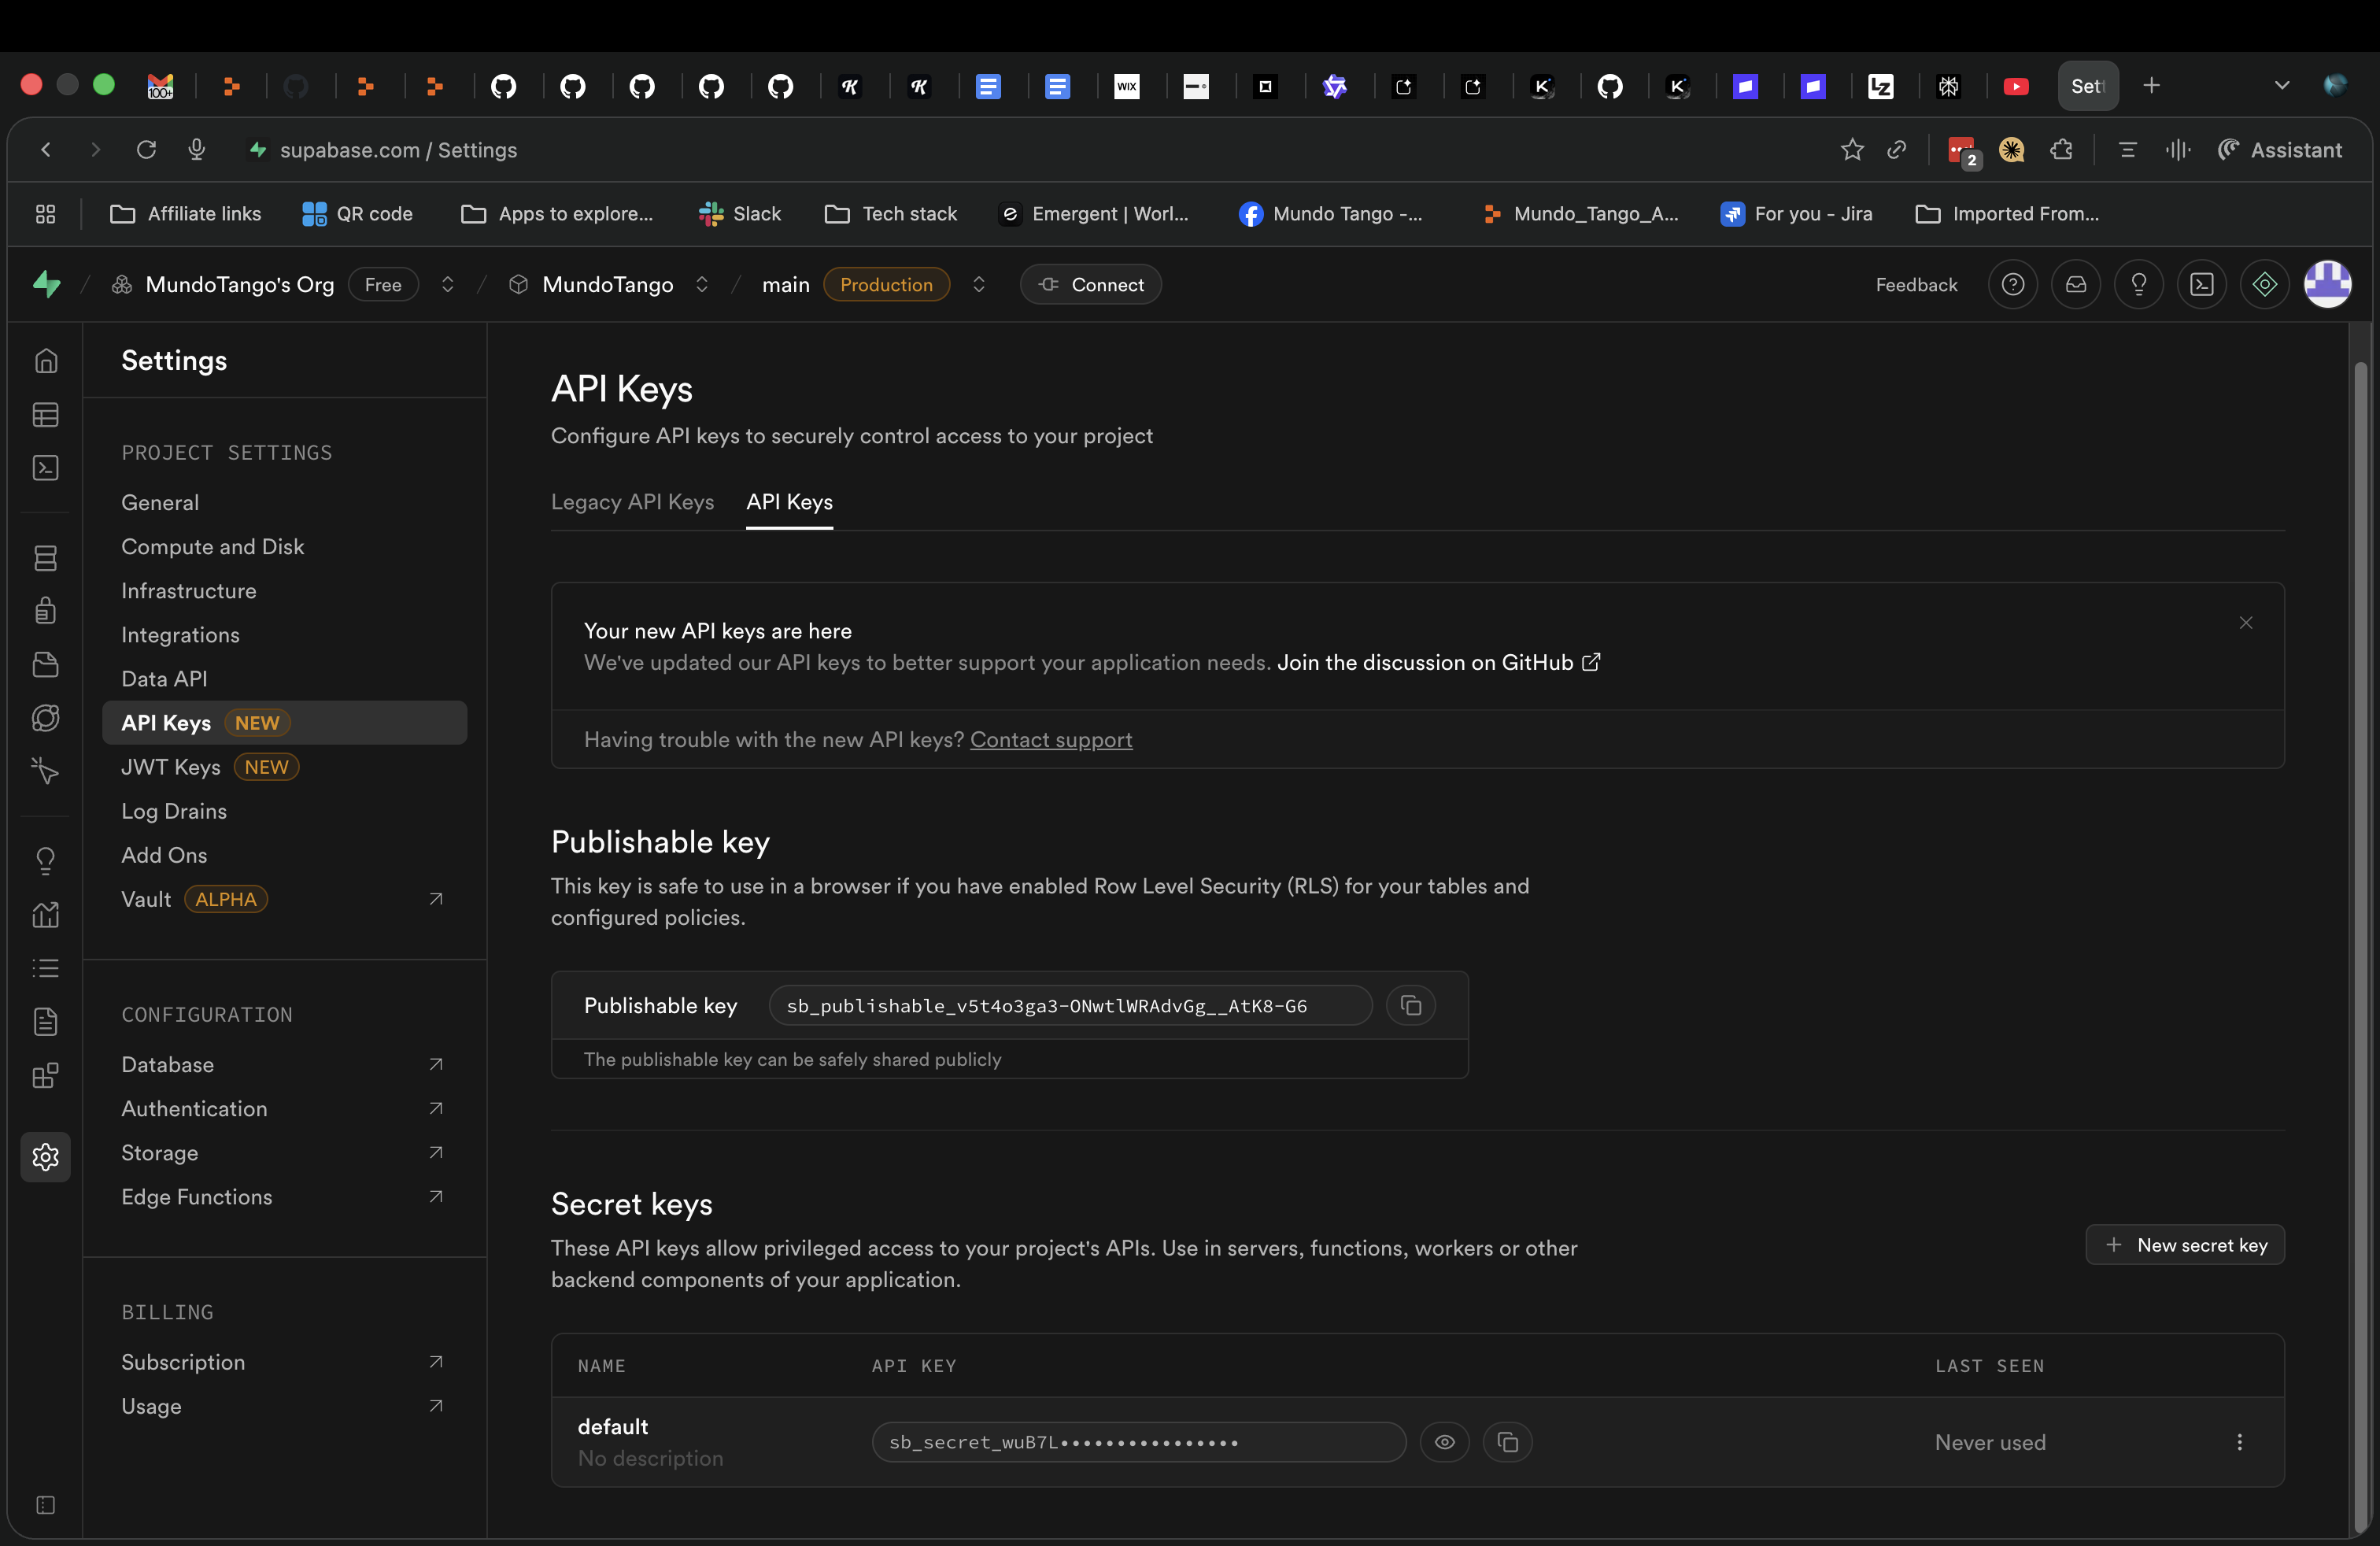 100+
WIX
LZ
Set
supabase.com / Settings
2
Assistant
Affiliate links
QR code
Apps to explore...
Slack
Tech stack
Emergent | Worl...
Mundo Tango -...
Mundo_Tango_A...
For you - Jira
Imported From...
MundoTango's Org
Free
MundoTango
main
Production
Connect
Feedback
Settings
PROJECT SETTINGS
General
Compute and Disk
Infrastructure
Integrations
Data API
API Keys NEW
JWT Keys NEW
Log Drains
Add Ons
Vault ALPHA
CONFIGURATION
Database
Authentication
Storage
Edge Functions
BILLING
Subscription
Usage
API Keys
Configure API keys to securely control access to your project
Legacy API Keys
API Keys
Your new API keys are here
We've updated our API keys to better support your application needs. Join the discussion on GitHub
Having trouble with the new API keys? Contact support
Publishable key
This key is safe to use in a browser if you have enabled Row Level Security (RLS) for your tables and
configured policies.
Publishable key
sb_publishable_v5t4o3ga3-ONwtlWRAdvGg__AtK8-G6
The publishable key can be safely shared publicly
Secret keys
These API keys allow privileged access to your project's APIs. Use in servers, functions, workers or other
backend components of your application.
New secret key
NAME
API KEY
LAST SEEN
default
No description
sb_secret_wuB7L••••••••••••••••
Never used